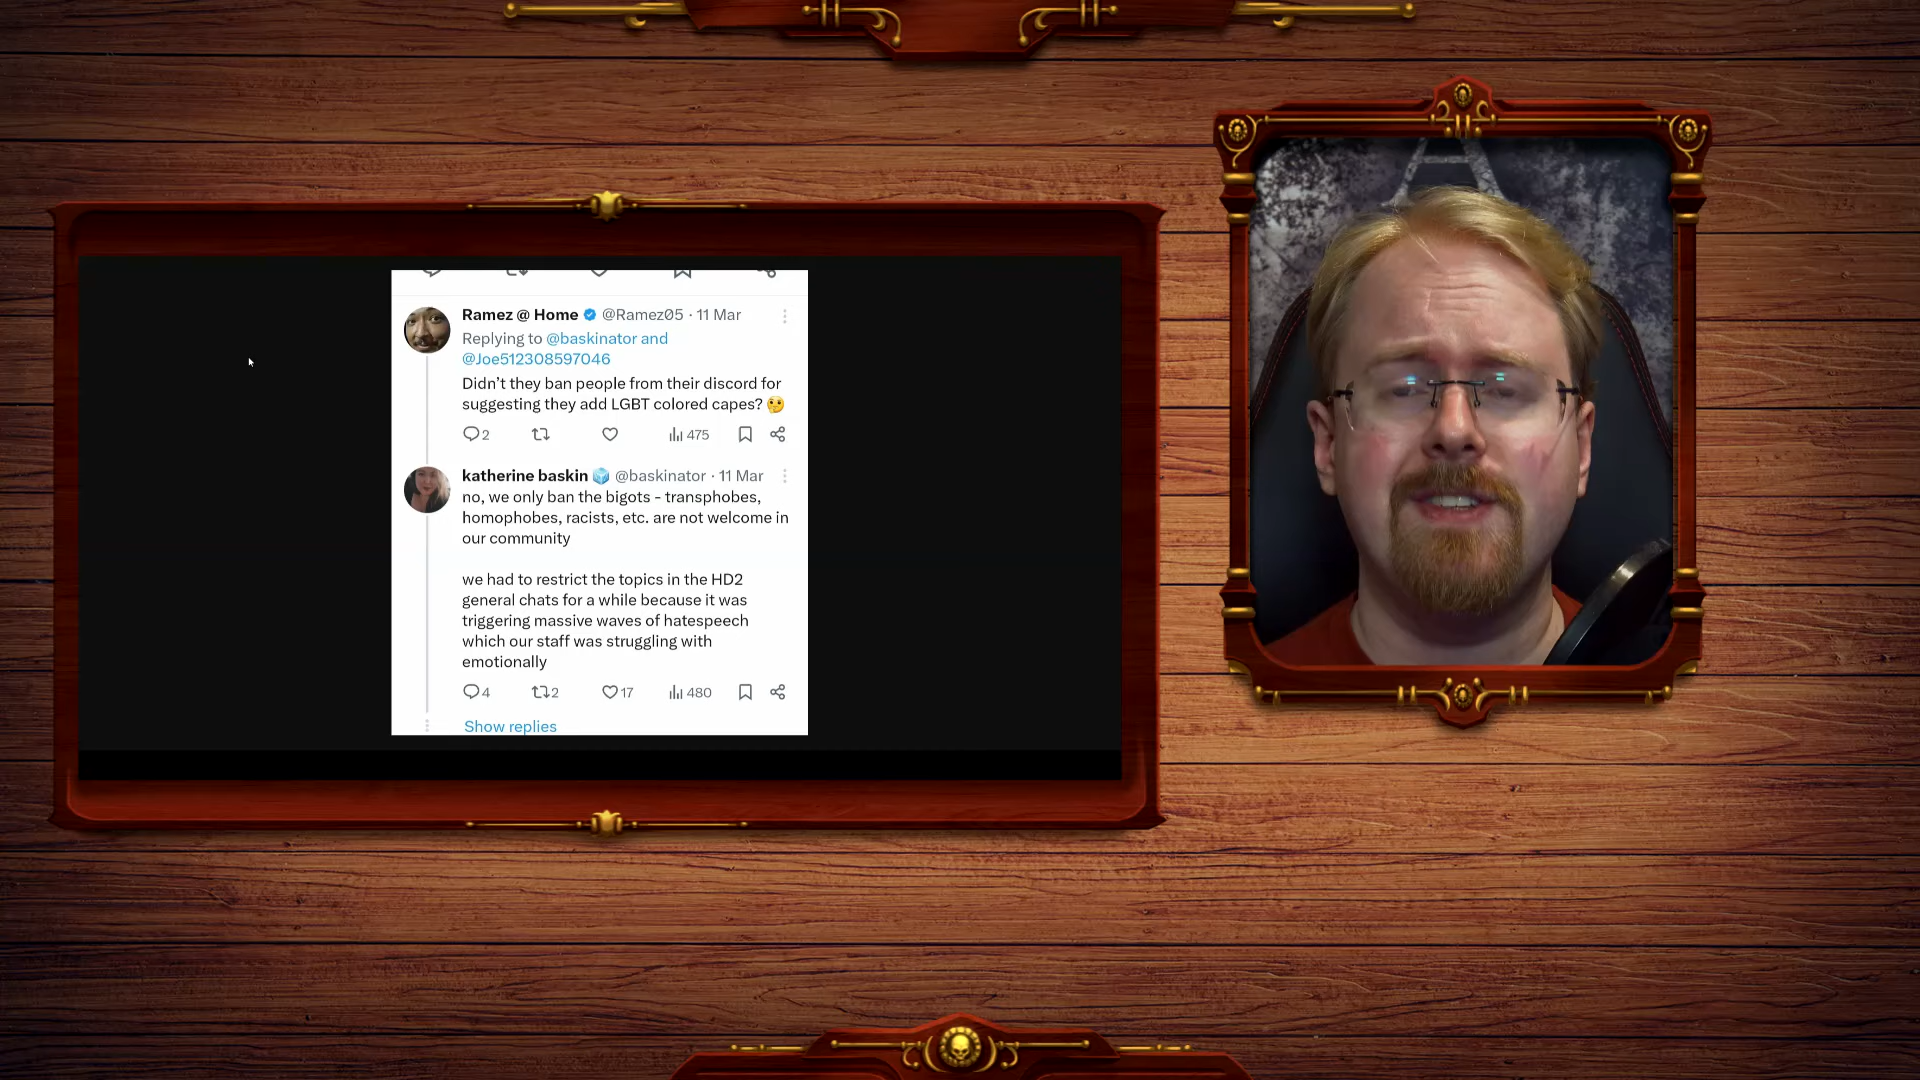 Ramez @ Home @Ramez05 · 11 Mar
Replying to @baskinator and
@Joe512308597046
Didn't they ban people from their discord for
suggesting they add LGBT colored capes? 🤔
2 475
katherine baskin 🧊 @baskinator · 11 Mar
no, we only ban the bigots - transphobes,
homophobes, racists, etc. are not welcome in
our community
we had to restrict the topics in the HD2
general chats for a while because it was
triggering massive waves of hatespeech
which our staff was struggling with
emotionally
4 2 17 480
Show replies